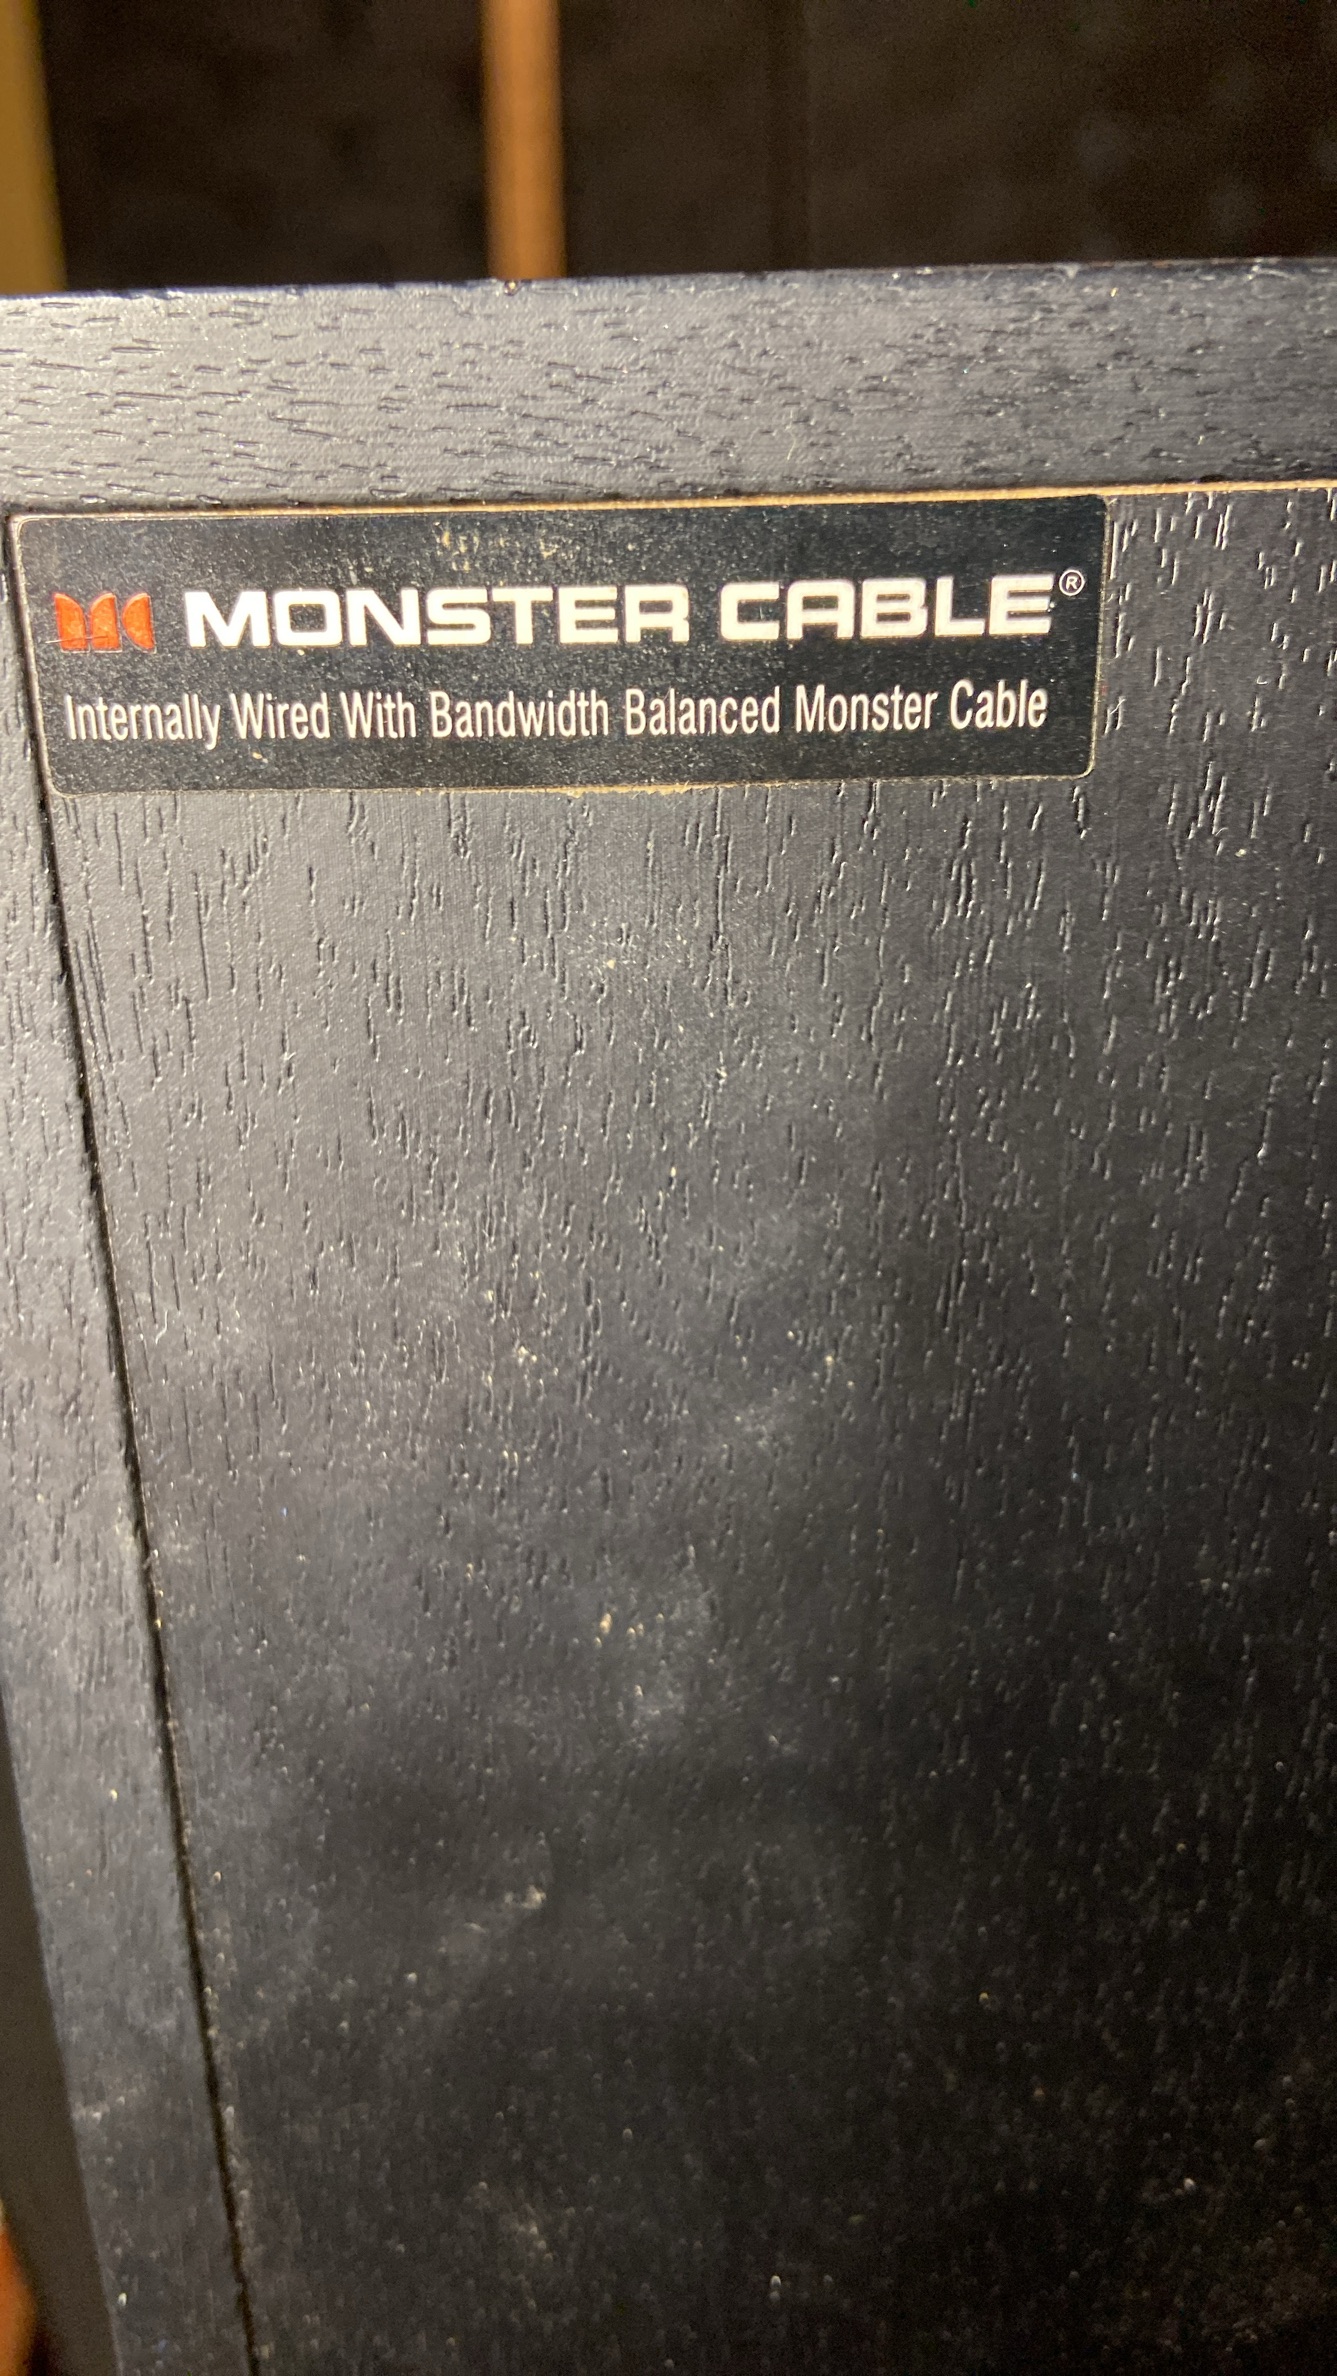 MONSTER CABLE®
Internally Wired With Bandwidth Balanced Monster Cable